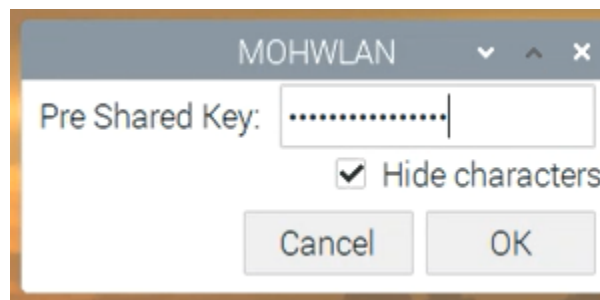 MOHWLAN
Pre Shared Key: ••••••••••••••••
Hide characters
Cancel OK